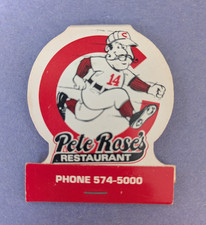 14
Pete Rose's
RESTAURANT
PHONE 574-5000